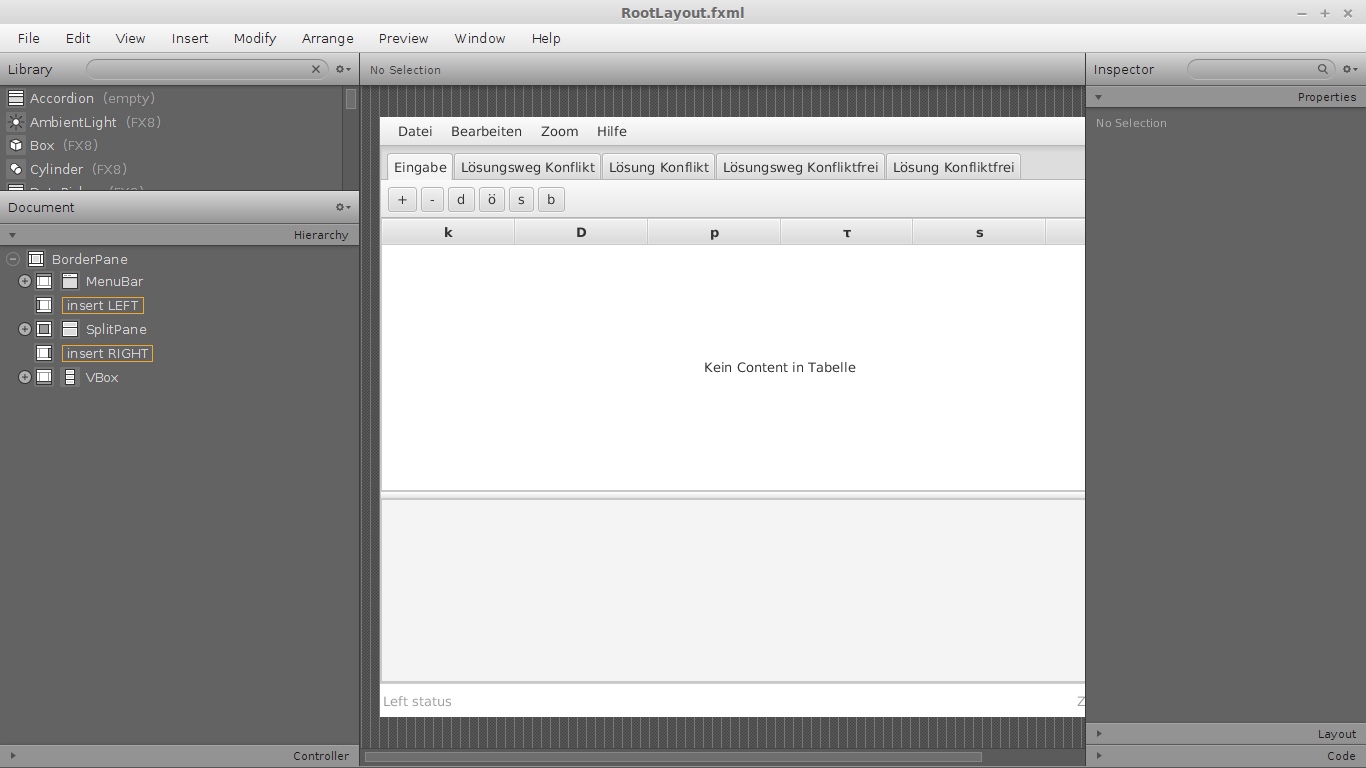 RootLayout.fxml
File Edit View Insert Modify Arrange Preview Window Help
Library
Accordion (empty)
AmbientLight (FX8)
Box (FX8)
Cylinder (FX8)
Document
Hierarchy
BorderPane
MenuBar
insert LEFT
SplitPane
insert RIGHT
VBox
Controller
No Selection
Datei Bearbeiten Zoom Hilfe
Eingabe Lösungsweg Konflikt Lösung Konflikt Lösungsweg Konfliktfrei Lösung Konfliktfrei
+ - d ö s b
k D p τ s
Kein Content in Tabelle
Left status Z
Inspector
Properties
No Selection
Layout
Code